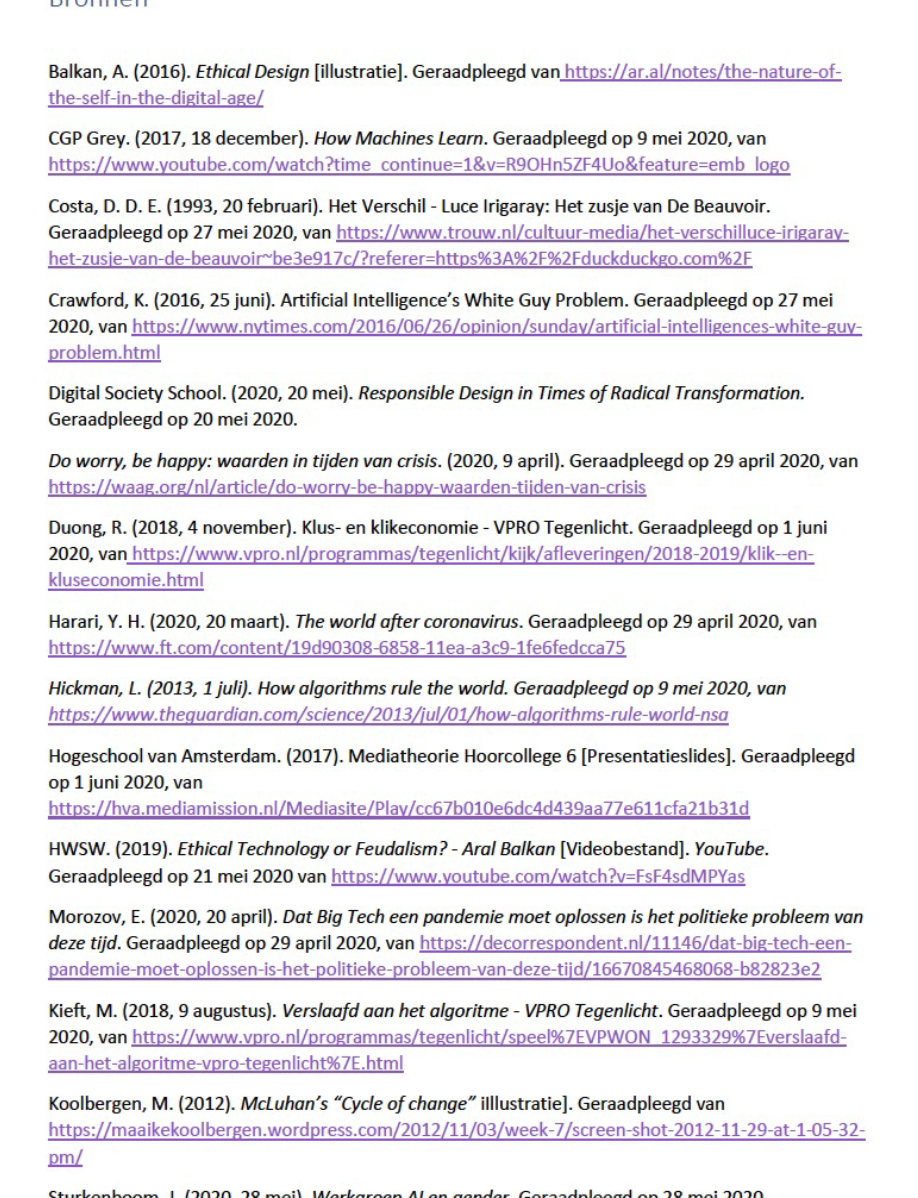 Bronnen
Balkan, A. (2016). Ethical Design [illustratie]. Geraadpleegd van https://ar.al/notes/the-nature-of-
the-self-in-the-digital-age/
CGP Grey. (2017, 18 december). How Machines Learn. Geraadpleegd op 9 mei 2020, van
https://www.youtube.com/watch?time_continue=1&v=R9OHn5ZF4Uo&feature=emb_logo
Costa, D. D. E. (1993, 20 februari). Het Verschil - Luce Irigaray: Het zusje van De Beauvoir.
Geraadpleegd op 27 mei 2020, van https://www.trouw.nl/cultuur-media/het-verschilluce-irigaray-
het-zusje-van-de-beauvoir~be3e917c/?referer=https%3A%2F%2Fduckduckgo.com%2F
Crawford, K. (2016, 25 juni). Artificial Intelligence’s White Guy Problem. Geraadpleegd op 27 mei
2020, van https://www.nytimes.com/2016/06/26/opinion/sunday/artificial-intelligences-white-guy-
problem.html
Digital Society School. (2020, 20 mei). Responsible Design in Times of Radical Transformation.
Geraadpleegd op 20 mei 2020.
Do worry, be happy: waarden in tijden van crisis. (2020, 9 april). Geraadpleegd op 29 april 2020, van
https://waag.org/nl/article/do-worry-be-happy-waarden-tijden-van-crisis
Duong, R. (2018, 4 november). Klus- en klikeconomie - VPRO Tegenlicht. Geraadpleegd op 1 juni
2020, van https://www.vpro.nl/programmas/tegenlicht/kijk/afleveringen/2018-2019/klik--en-
kluseconomie.html
Harari, Y. H. (2020, 20 maart). The world after coronavirus. Geraadpleegd op 29 april 2020, van
https://www.ft.com/content/19d90308-6858-11ea-a3c9-1fe6fedcca75
Hickman, L. (2013, 1 juli). How algorithms rule the world. Geraadpleegd op 9 mei 2020, van
https://www.theguardian.com/science/2013/jul/01/how-algorithms-rule-world-nsa
Hogeschool van Amsterdam. (2017). Mediatheorie Hoorcollege 6 [Presentatieslides]. Geraadpleegd
op 1 juni 2020, van
https://hva.mediamission.nl/Mediasite/Play/cc67b010e6dc4d439aa77e611cfa21b31d
HWSW. (2019). Ethical Technology or Feudalism? - Aral Balkan [Videobestand]. YouTube.
Geraadpleegd op 21 mei 2020 van https://www.youtube.com/watch?v=FsF4sdMPYas
Morozov, E. (2020, 20 april). Dat Big Tech een pandemie moet oplossen is het politieke probleem van
deze tijd. Geraadpleegd op 29 april 2020, van https://decorrespondent.nl/11146/dat-big-tech-een-
pandemie-moet-oplossen-is-het-politieke-probleem-van-deze-tijd/16670845468068-b82823e2
Kieft, M. (2018, 9 augustus). Verslaafd aan het algoritme - VPRO Tegenlicht. Geraadpleegd op 9 mei
2020, van https://www.vpro.nl/programmas/tegenlicht/speel%7EVPWON_1293329%7Everslaafd-
aan-het-algoritme-vpro-tegenlicht%7E.html
Koolbergen, M. (2012). McLuhan’s “Cycle of change” iIllustratie]. Geraadpleegd van
https://maaikekoolbergen.wordpress.com/2012/11/03/week-7/screen-shot-2012-11-29-at-1-05-32-
pm/
Sturkenboom, J. (2020, 28 mei). Werkgroep AI en gender. Geraadpleegd op 28 mei 2020.